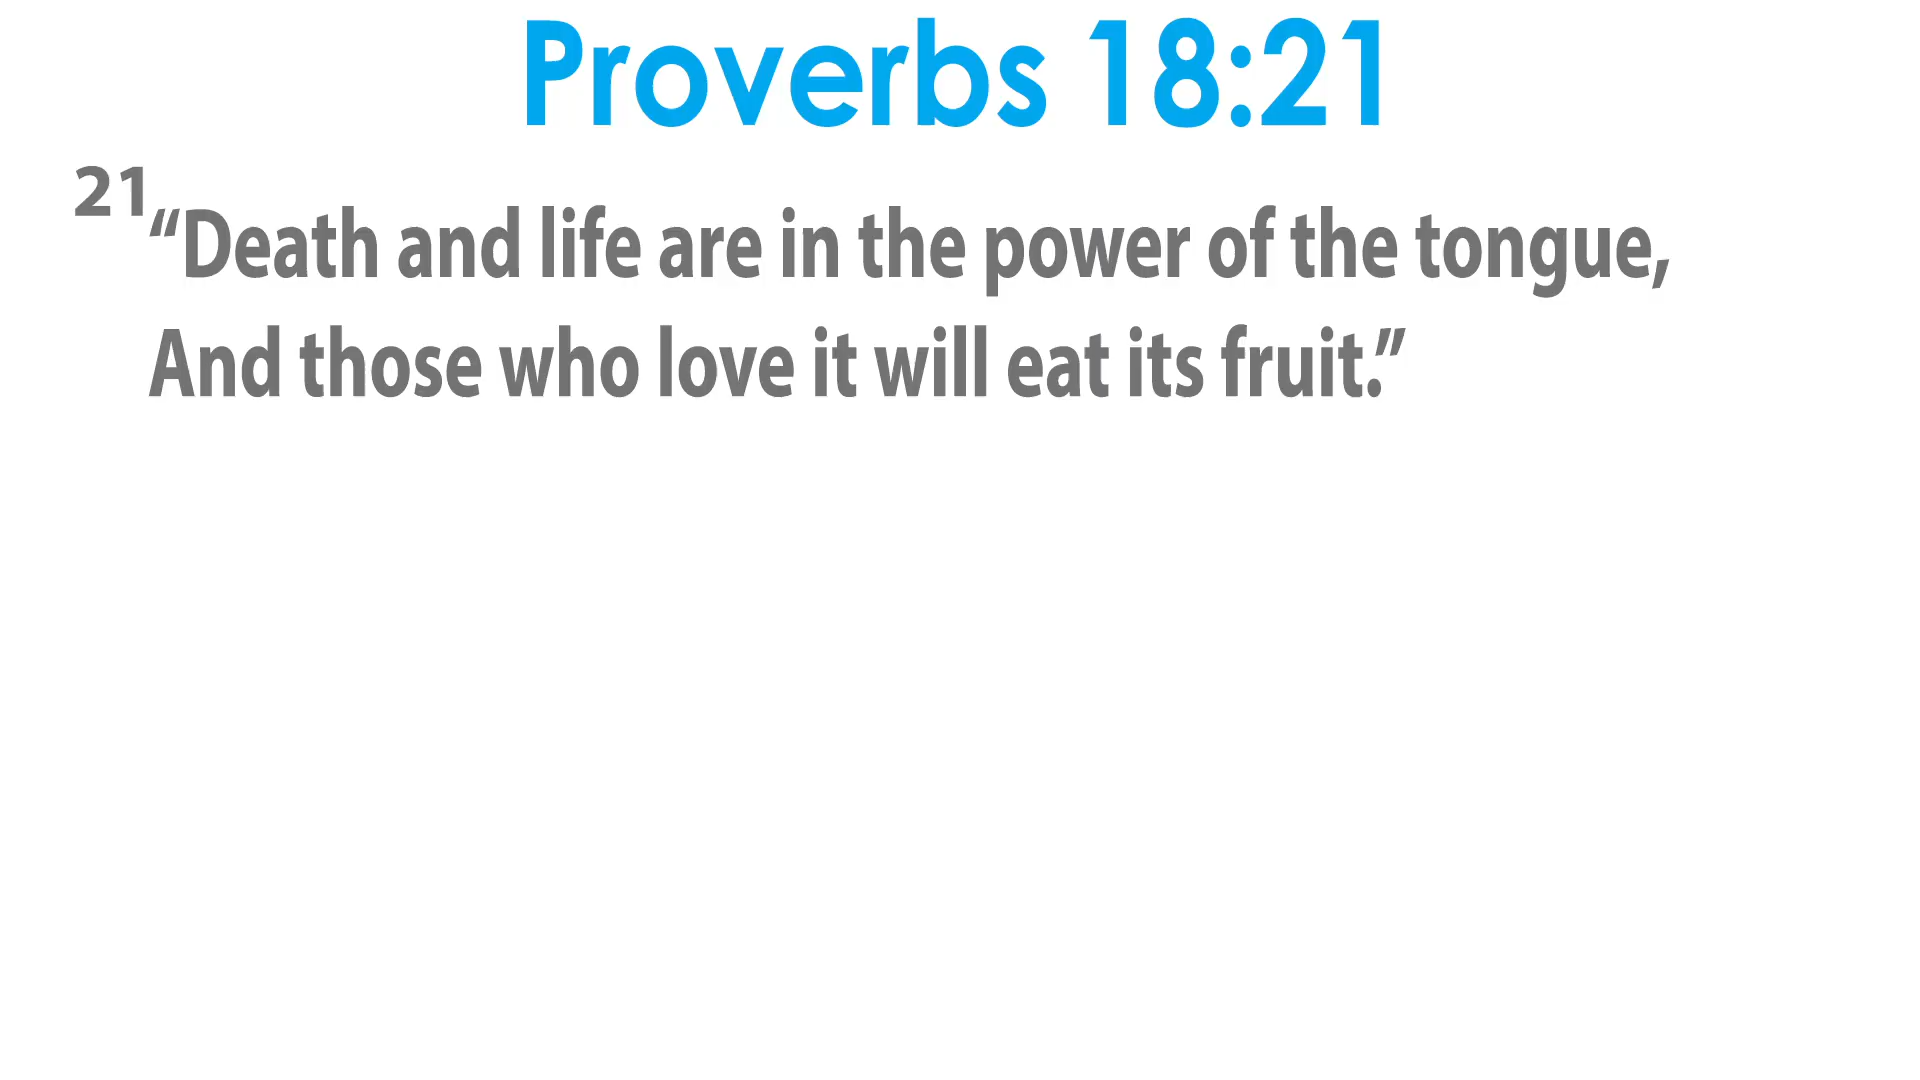 Proverbs 18:21
21“Death and life are in the power of the tongue,
And those who love it will eat its fruit.”